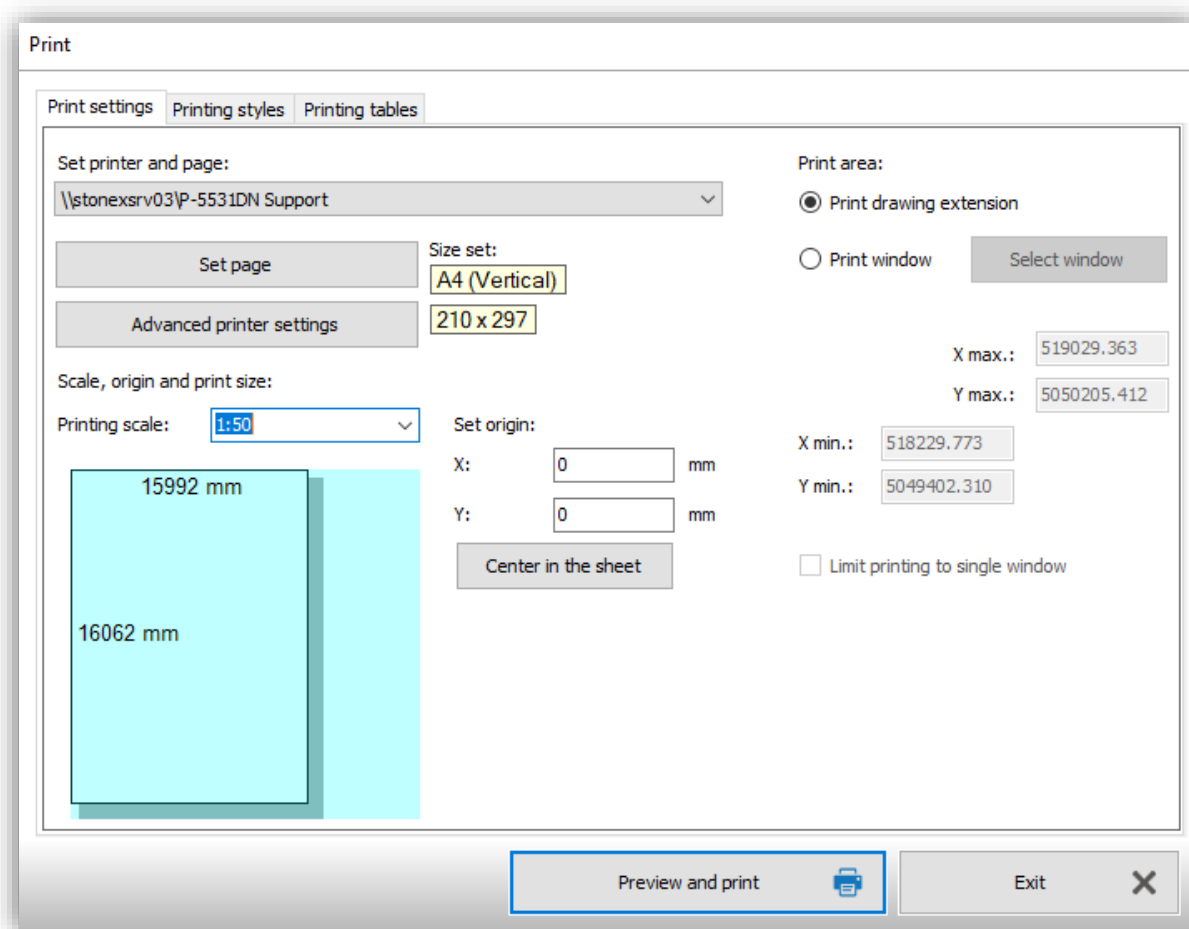 Print
Print settings
Printing styles
Printing tables
Set printer and page:
\\stonexsrv03\P-5531DN Support
Set page
Size set:
A4 (Vertical)
Advanced printer settings
210 x 297
Scale, origin and print size:
Printing scale:
1:50
15992 mm
16062 mm
Set origin:
X:
0
mm
Y:
0
mm
Center in the sheet
Print area:
Print drawing extension
Print window
Select window
X max.:
519029.363
Y max.:
5050205.412
X min.:
518229.773
Y min.:
5049402.310
Limit printing to single window
Preview and print
Exit